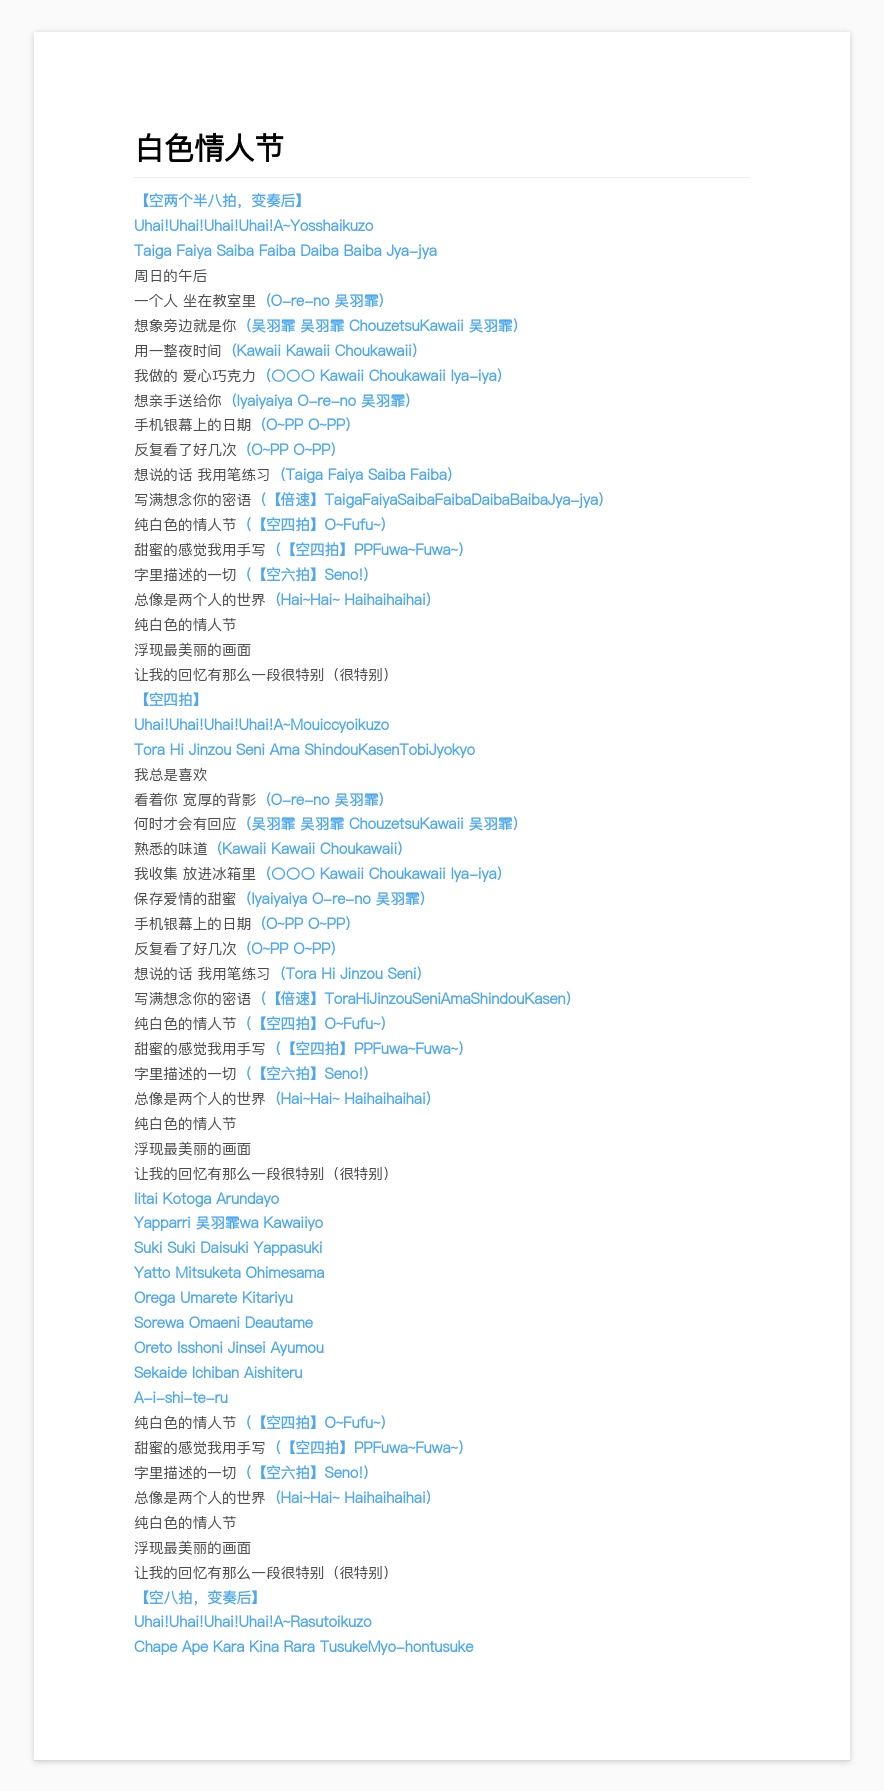 白色情人节
【空两个半八拍，变奏后】
Uhai!Uhai!Uhai!Uhai!A~Yosshaikuzo
Taiga Faiya Saiba Faiba Daiba Baiba Jya-jya
周日的午后
一个人 坐在教室里（O-re-no 吴羽霏）
想象旁边就是你（吴羽霏 吴羽霏 ChouzetsuKawaii 吴羽霏）
用一整夜时间（Kawaii Kawaii Choukawaii）
我做的 爱心巧克力（〇〇〇 Kawaii Choukawaii Iya-iya）
想亲手送给你（Iyaiyaiya O-re-no 吴羽霏）
手机银幕上的日期（O~PP O~PP）
反复看了好几次（O~PP O~PP）
想说的话 我用笔练习（Taiga Faiya Saiba Faiba）
写满想念你的密语（【倍速】TaigaFaiyaSaibaFaibaDaibaBaibaJya-jya）
纯白色的情人节（【空四拍】O~Fufu~）
甜蜜的感觉我用手写（【空四拍】PPFuwa~Fuwa~）
字里描述的一切（【空六拍】Seno!）
总像是两个人的世界（Hai~Hai~ Haihaihaihai）
纯白色的情人节
浮现最美丽的画面
让我的回忆有那么一段很特别（很特别）
【空四拍】
Uhai!Uhai!Uhai!Uhai!A~Mouiccyoikuzo
Tora Hi Jinzou Seni Ama ShindouKasenTobiJyokyo
我总是喜欢
看着你 宽厚的背影（O-re-no 吴羽霏）
何时才会有回应（吴羽霏 吴羽霏 ChouzetsuKawaii 吴羽霏）
熟悉的味道（Kawaii Kawaii Choukawaii）
我收集 放进冰箱里（〇〇〇 Kawaii Choukawaii Iya-iya）
保存爱情的甜蜜（Iyaiyaiya O-re-no 吴羽霏）
手机银幕上的日期（O~PP O~PP）
反复看了好几次（O~PP O~PP）
想说的话 我用笔练习（Tora Hi Jinzou Seni）
写满想念你的密语（【倍速】ToraHiJinzouSeniAmaShindouKasen）
纯白色的情人节（【空四拍】O~Fufu~）
甜蜜的感觉我用手写（【空四拍】PPFuwa~Fuwa~）
字里描述的一切（【空六拍】Seno!）
总像是两个人的世界（Hai~Hai~ Haihaihaihai）
纯白色的情人节
浮现最美丽的画面
让我的回忆有那么一段很特别（很特别）
Iitai Kotoga Arundayo
Yapparri 吴羽霏wa Kawaiiyo
Suki Suki Daisuki Yappasuki
Yatto Mitsuketa Ohimesama
Orega Umarete Kitariyu
Sorewa Omaeni Deautame
Oreto Isshoni Jinsei Ayumou
Sekaide Ichiban Aishiteru
A-i-shi-te-ru
纯白色的情人节（【空四拍】O~Fufu~）
甜蜜的感觉我用手写（【空四拍】PPFuwa~Fuwa~）
字里描述的一切（【空六拍】Seno!）
总像是两个人的世界（Hai~Hai~ Haihaihaihai）
纯白色的情人节
浮现最美丽的画面
让我的回忆有那么一段很特别（很特别）
【空八拍，变奏后】
Uhai!Uhai!Uhai!Uhai!A~Rasutoikuzo
Chape Ape Kara Kina Rara TusukeMyo-hontusuke